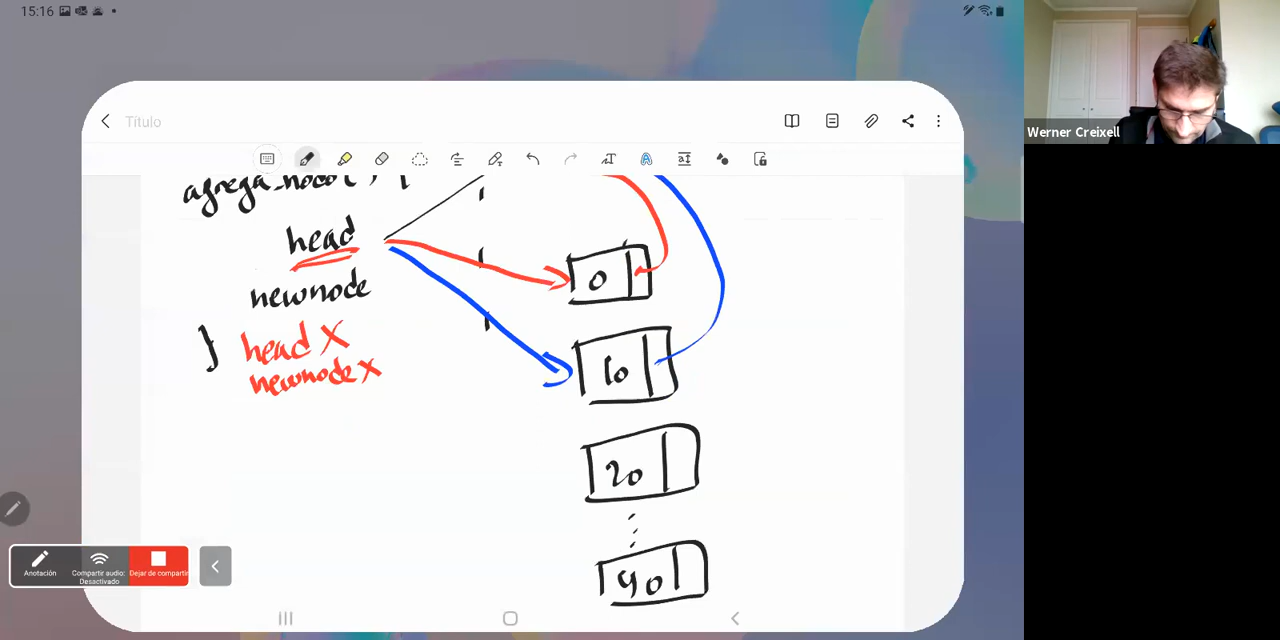 15:16
Werner Creixell
Título
head
newnode
} head X
newnode X
0
10
20
90
Anotación
Compartir audio:
Desactivado
Dejar de compartir